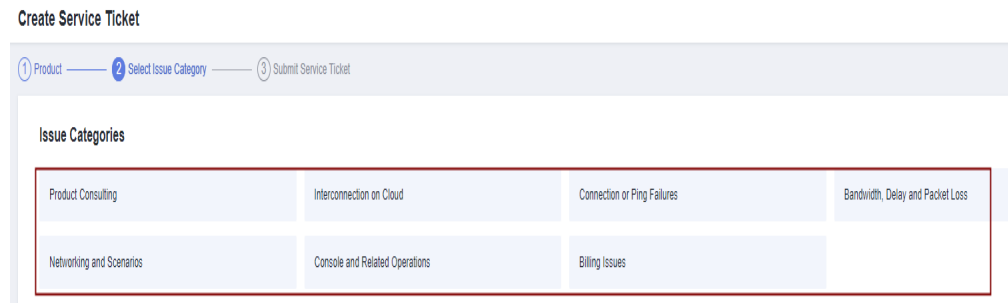 Create Service Ticket
1 Product 2 Select Issue Category 3 Submit Service Ticket
Issue Categories
Product Consulting Interconnection on Cloud Connection or Ping Failures Bandwidth, Delay and Packet Loss
Networking and Scenarios Console and Related Operations Billing Issues